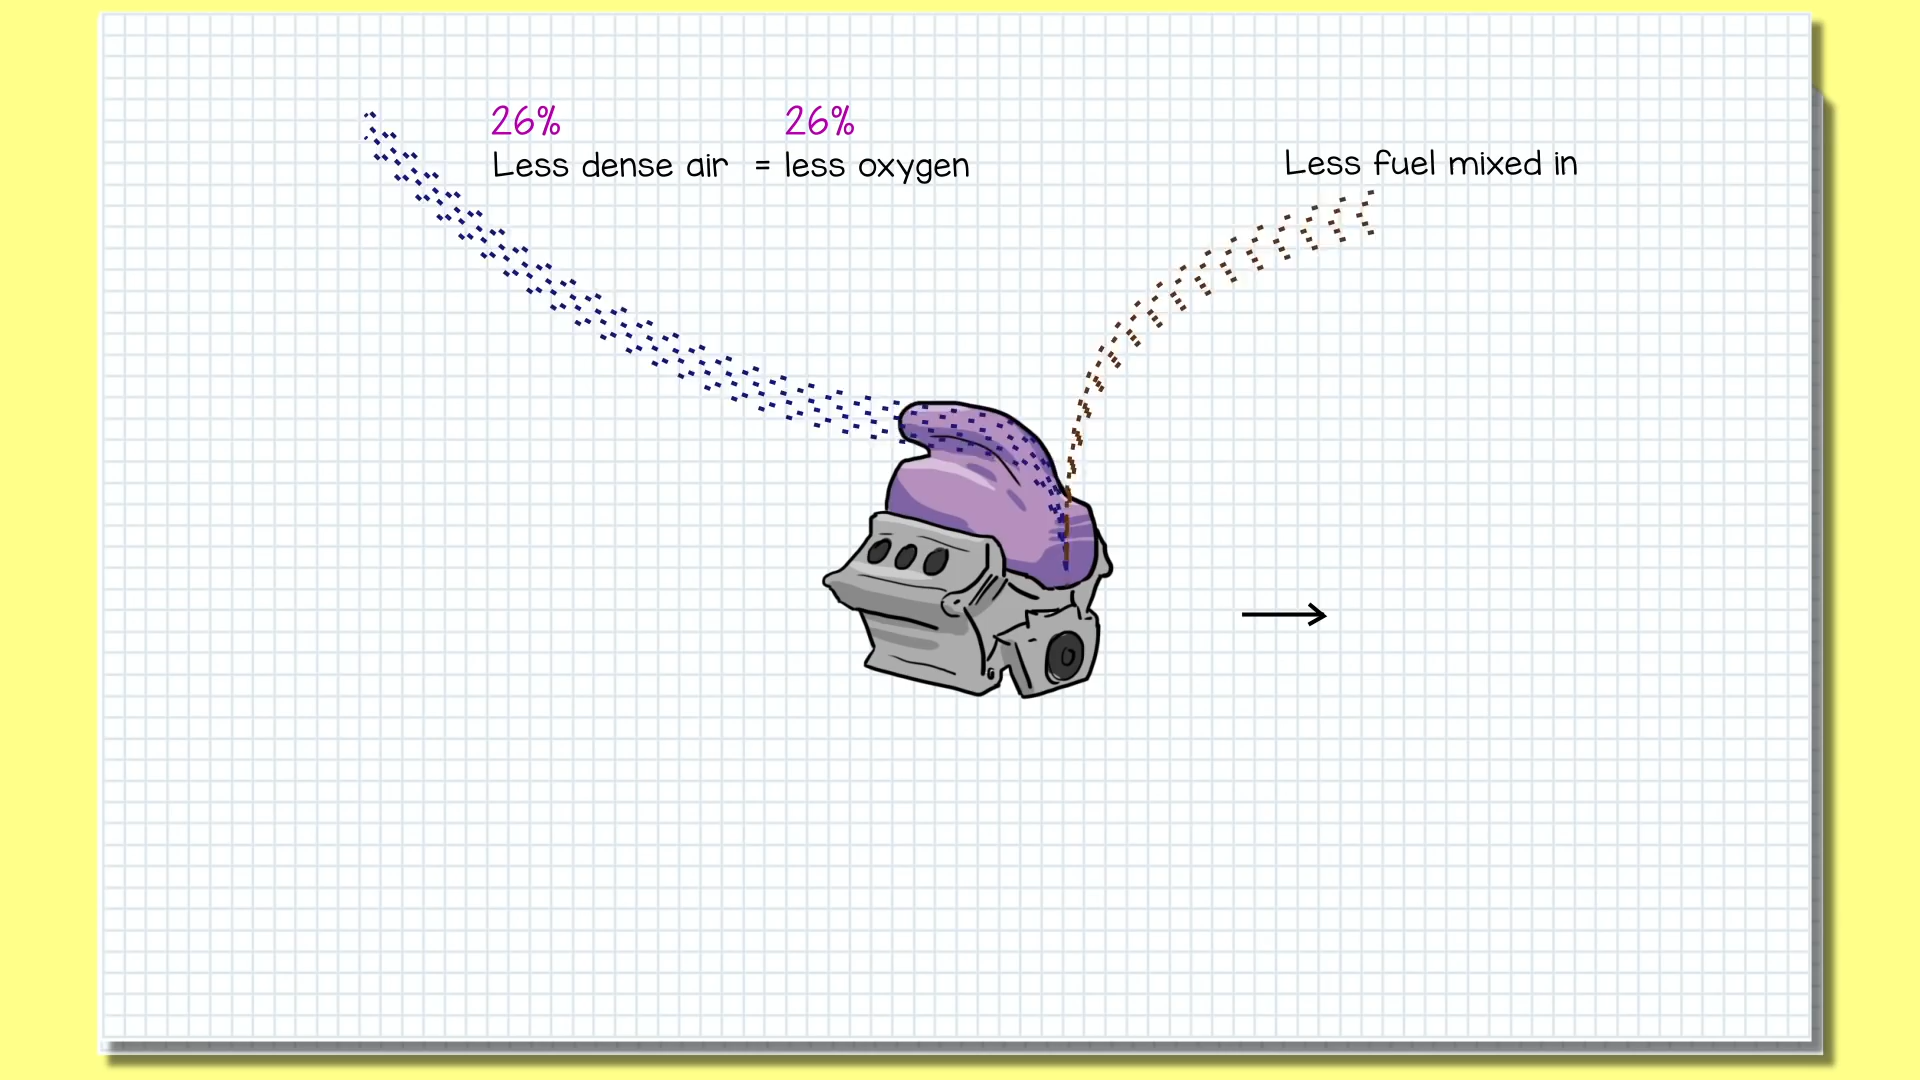 26% 26%
Less dense air = less oxygen
Less fuel mixed in